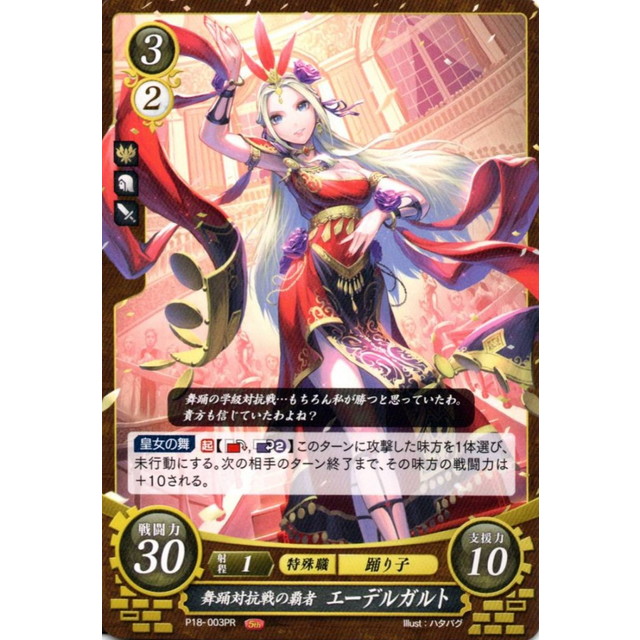 3
2
舞踊の学級対抗戦…もちろん私が勝つと思っていたわ。
貴方も信じていたわよね？
皇女の舞 起【 , 2】このターンに攻撃した味方を1体選び、
未行動にする。次の相手のターン終了まで、その味方の戦闘力は
＋10される。
戦闘力 30
射程 1
特殊職 踊り子
支援力 10
舞踊対抗戦の覇者 エーデルガルト
P18-003PR 5th Illust：ハタパグ